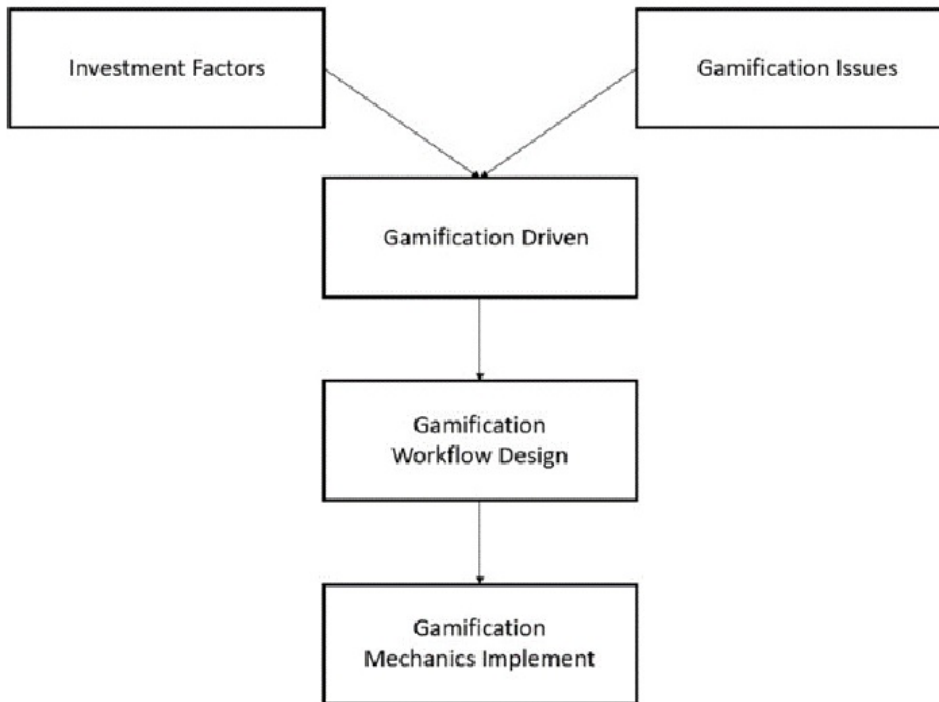 Investment Factors
Gamification Issues
Gamification Driven
Gamification
Workflow Design
Gamification
Mechanics Implement